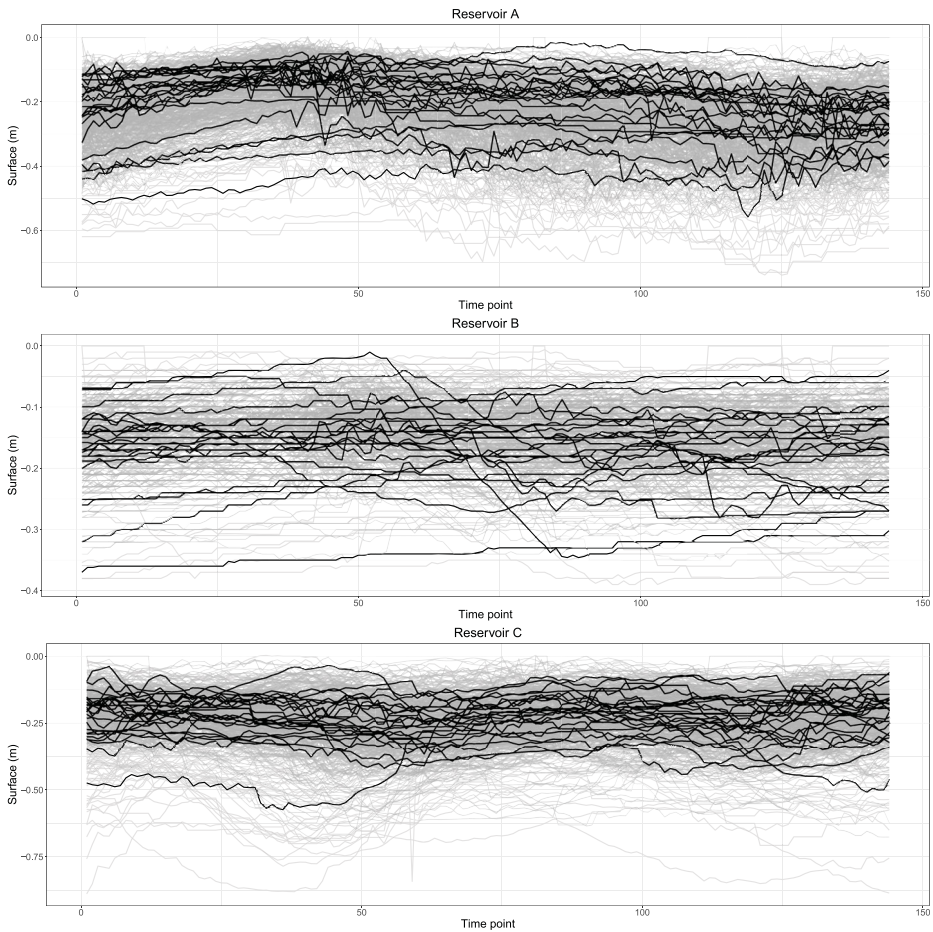 Reservoir A
0.0
−0.2
−0.4
−0.6
Surface (m)
0 50 100 150
Time point
Reservoir B
0.0
−0.1
−0.2
−0.3
−0.4
Surface (m)
0 50 100 150
Time point
Reservoir C
0.00
−0.25
−0.50
−0.75
Surface (m)
0 50 100 150
Time point